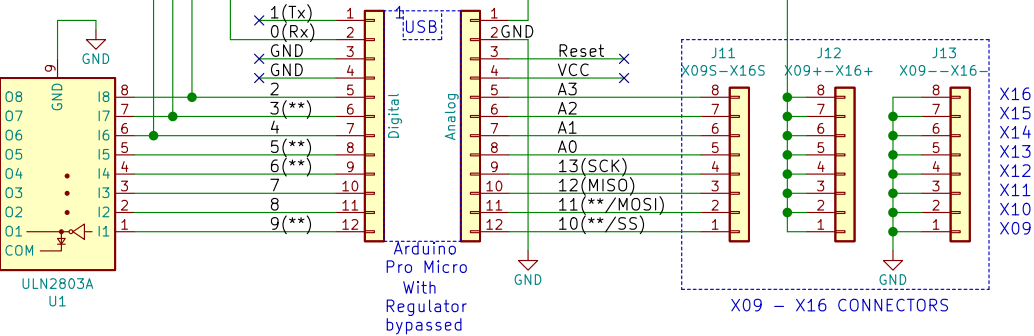 1(Tx) 1 1 USB 1
0(Rx) 2 2 GND
GND 3 3 Reset
GND 4 4 VCC
2 5 5 A3
3(**) 6 6 A2
4 7 7 A1
5(**) 8 8 A0
6(**) 9 9 13(SCK)
7 10 10 12(MISO)
8 11 11 11(**/MOSI)
9(**) 12 12 10(**/SS)
Digital
Analog
Arduino
Pro Micro
With
Regulator
bypassed
GND
9
GND
O8 I8 8
O7 I7 7
O6 I6 6
O5 I5 5
O4 I4 4
O3 I3 3
O2 I2 2
O1 I1 1
COM
ULN2803A
U1
GND
J11 J12 J13
X09S-X16S X09+-X16+ X09--X16-
8 8 8 X16
7 7 7 X15
6 6 6 X14
5 5 5 X13
4 4 4 X12
3 3 3 X11
2 2 2 X10
1 1 1 X09
GND
X09 - X16 CONNECTORS